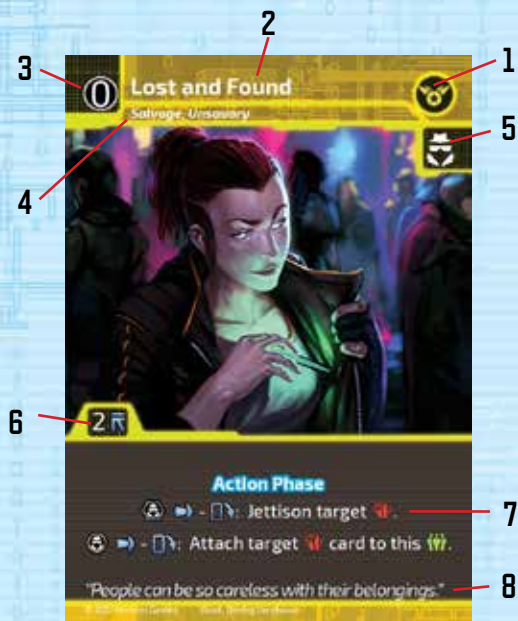 2
3
1
0 Lost and Found
Salvage, Unsavory
5
4
6
2
Action Phase
: Jettison target .
7
: Attach target card to this .
"People can be so careless with their belongings."
8